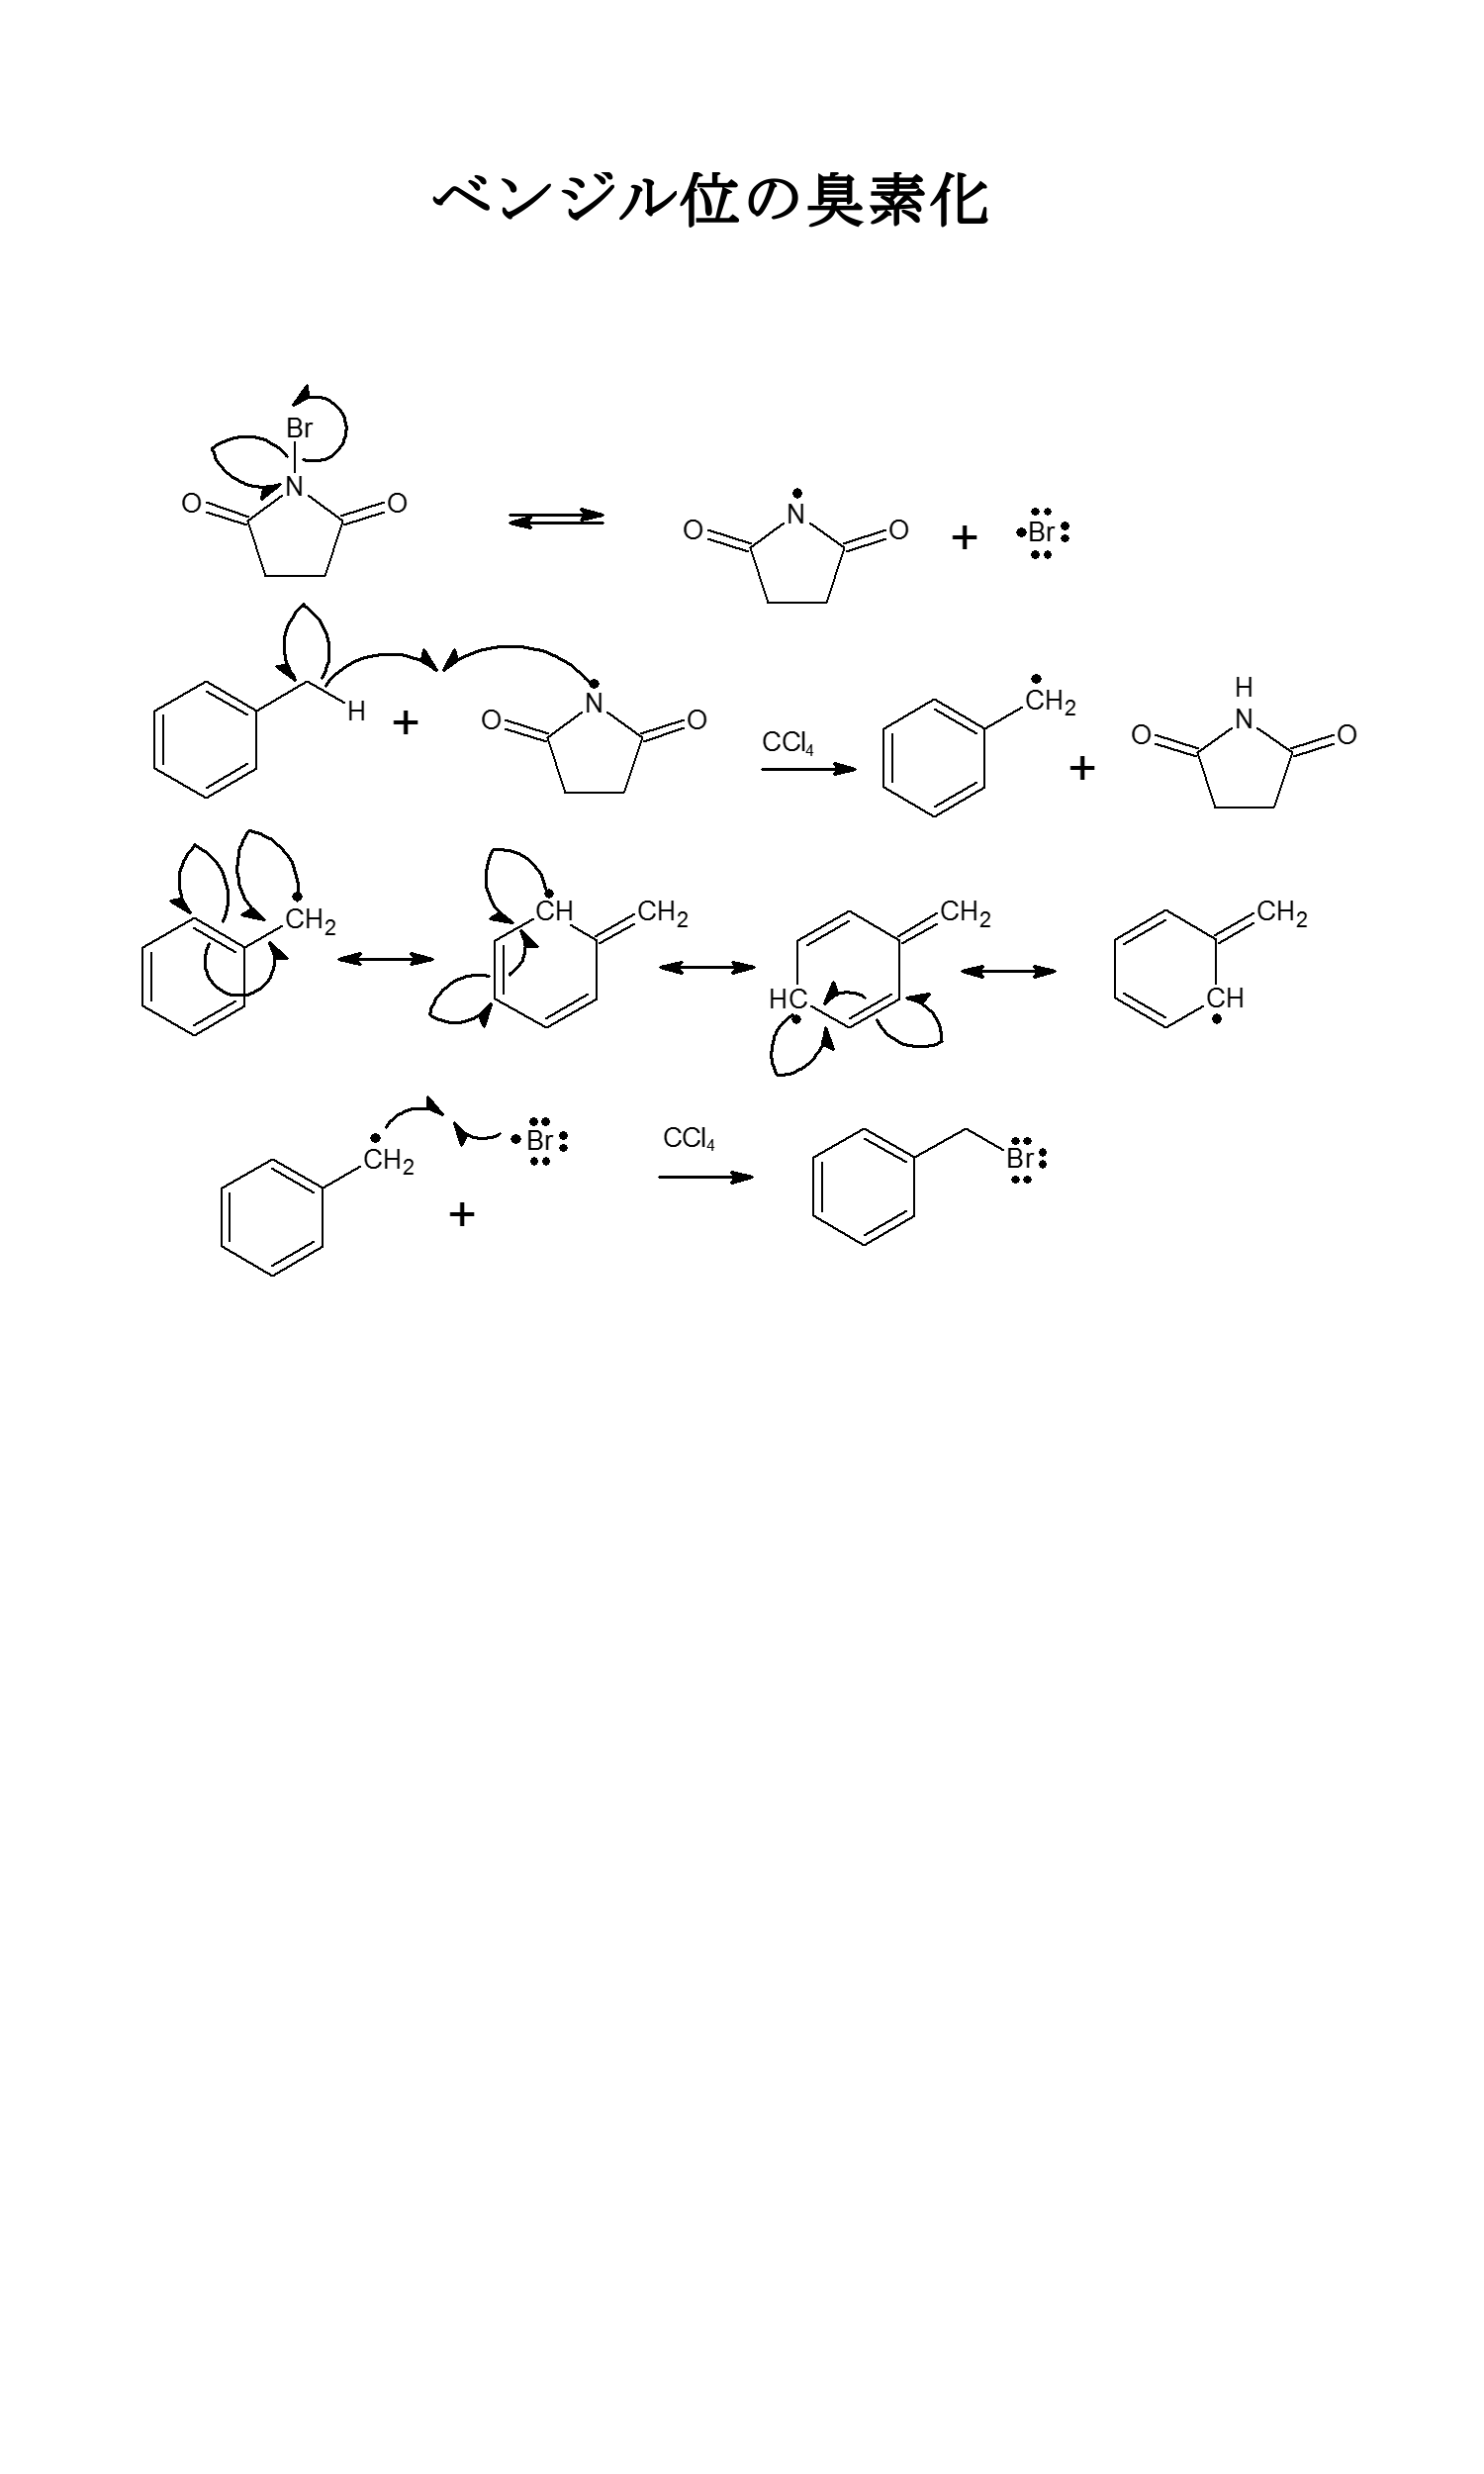 ベンジル位の臭素化
Br
N
O O
N
O O + Br
H + N
O O
CCl4
CH2 + H
N
O O
CH2
CH CH2
HC CH2
CH CH2
CH2 + Br
CCl4
Br